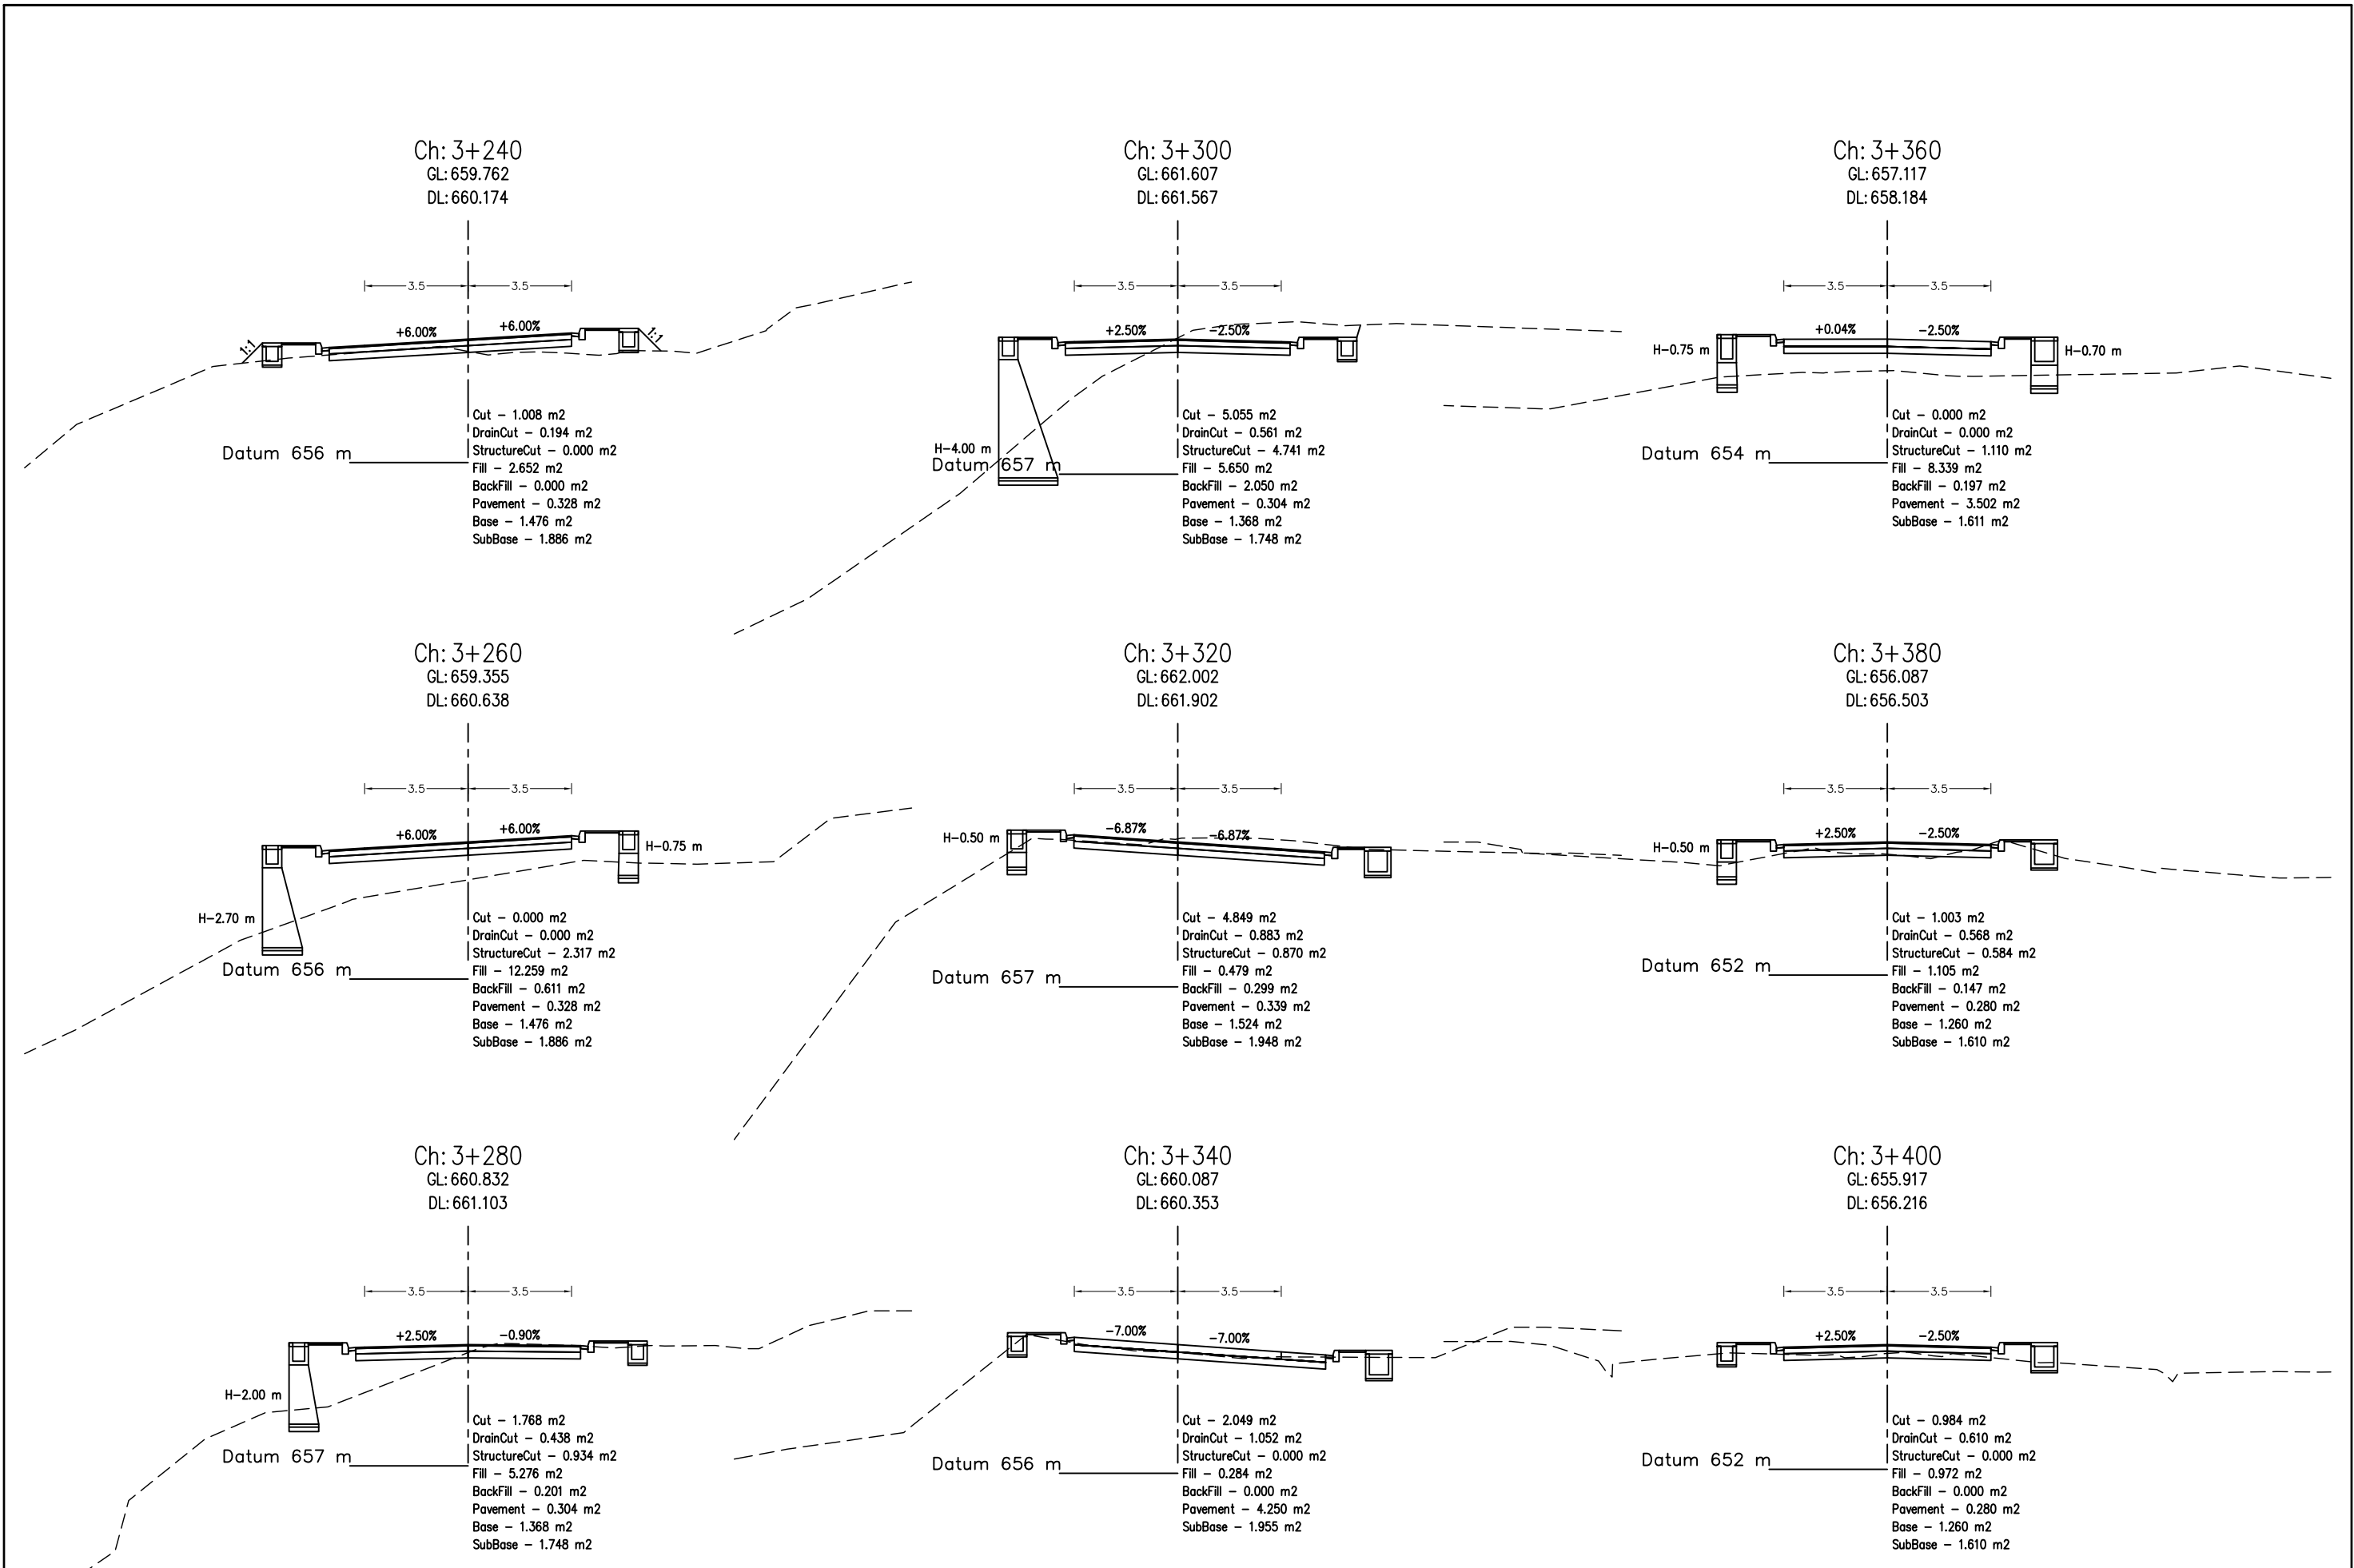 Ch: 3+240
GL: 659.762
DL: 660.174
3.5
3.5
1:1
+6.00%
+6.00%
1:1
Datum 656 m
Cut - 1.008 m2
DrainCut - 0.194 m2
StructureCut - 0.000 m2
Fill - 2.652 m2
BackFill - 0.000 m2
Pavement - 0.328 m2
Base - 1.476 m2
SubBase - 1.886 m2
Ch: 3+260
GL: 659.355
DL: 660.638
3.5
3.5
+6.00%
+6.00%
H-0.75 m
H-2.70 m
Datum 656 m
Cut - 0.000 m2
DrainCut - 0.000 m2
StructureCut - 2.317 m2
Fill - 12.259 m2
BackFill - 0.611 m2
Pavement - 0.328 m2
Base - 1.476 m2
SubBase - 1.886 m2
Ch: 3+280
GL: 660.832
DL: 661.103
3.5
3.5
+2.50%
-0.90%
H-2.00 m
Datum 657 m
Cut - 1.768 m2
DrainCut - 0.438 m2
StructureCut - 0.934 m2
Fill - 5.276 m2
BackFill - 0.201 m2
Pavement - 0.304 m2
Base - 1.368 m2
SubBase - 1.748 m2
Ch: 3+300
GL: 661.607
DL: 661.567
3.5
3.5
+2.50%
-2.50%
H-4.00 m
Datum 657 m
Cut - 5.055 m2
DrainCut - 0.561 m2
StructureCut - 4.741 m2
Fill - 5.650 m2
BackFill - 2.050 m2
Pavement - 0.304 m2
Base - 1.368 m2
SubBase - 1.748 m2
Ch: 3+320
GL: 662.002
DL: 661.902
3.5
3.5
H-0.50 m
-6.87%
-6.87%
Datum 657 m
Cut - 4.849 m2
DrainCut - 0.883 m2
StructureCut - 0.870 m2
Fill - 0.479 m2
BackFill - 0.299 m2
Pavement - 0.339 m2
Base - 1.524 m2
SubBase - 1.948 m2
Ch: 3+340
GL: 660.087
DL: 660.353
3.5
3.5
-7.00%
-7.00%
Datum 656 m
Cut - 2.049 m2
DrainCut - 1.052 m2
StructureCut - 0.000 m2
Fill - 0.284 m2
BackFill - 0.000 m2
Pavement - 4.250 m2
SubBase - 1.955 m2
Ch: 3+360
GL: 657.117
DL: 658.184
3.5
3.5
+0.04%
-2.50%
H-0.75 m
H-0.70 m
Datum 654 m
Cut - 0.000 m2
DrainCut - 0.000 m2
StructureCut - 1.110 m2
Fill - 8.339 m2
BackFill - 0.197 m2
Pavement - 3.502 m2
SubBase - 1.611 m2
Ch: 3+380
GL: 656.087
DL: 656.503
3.5
3.5
+2.50%
-2.50%
H-0.50 m
Datum 652 m
Cut - 1.003 m2
DrainCut - 0.568 m2
StructureCut - 0.584 m2
Fill - 1.105 m2
BackFill - 0.147 m2
Pavement - 0.280 m2
Base - 1.260 m2
SubBase - 1.610 m2
Ch: 3+400
GL: 655.917
DL: 656.216
3.5
3.5
+2.50%
-2.50%
Datum 652 m
Cut - 0.984 m2
DrainCut - 0.610 m2
StructureCut - 0.000 m2
Fill - 0.972 m2
BackFill - 0.000 m2
Pavement - 0.280 m2
Base - 1.260 m2
SubBase - 1.610 m2